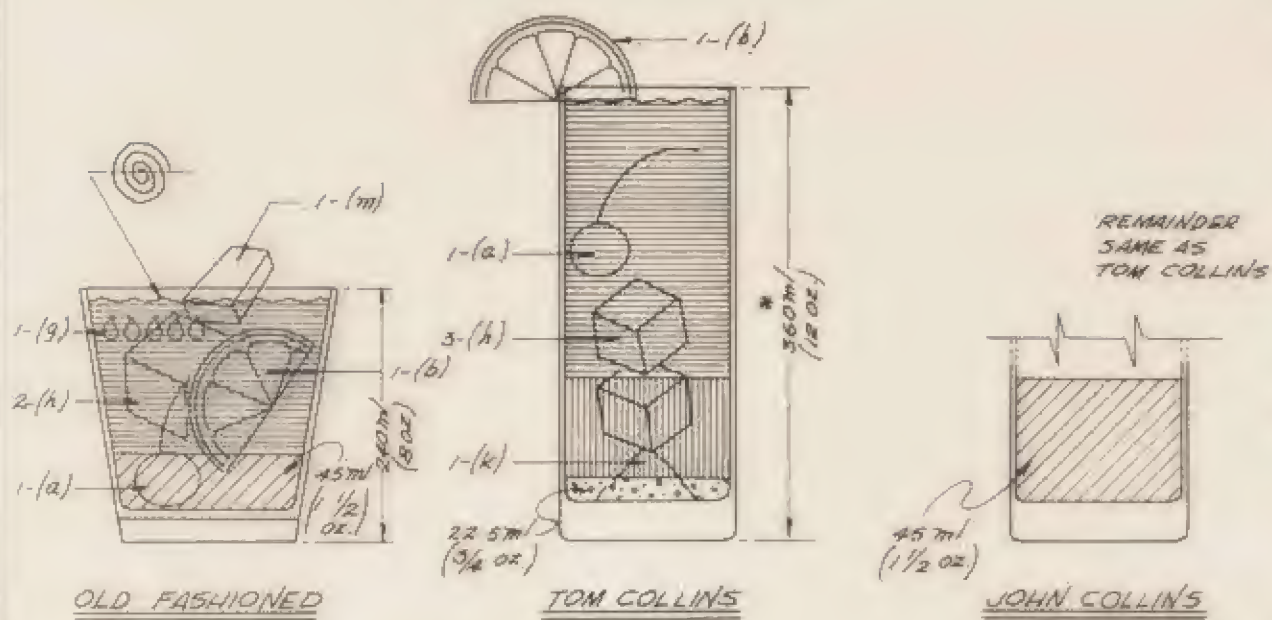 1-(m)
1-(g)
2-(h)
1-(a)
1-(b)
45 ml
(1 1/2
oz.)
240 ml
(8 oz)
OLD FASHIONED
1-(b)
1-(a)
3-(h)
1-(k)
22 5 ml
(3/4 oz)
*
360 ml
(12 oz)
TOM COLLINS
REMAINDER
SAME AS
TOM COLLINS
45 ml
(1 1/2 oz)
JOHN COLLINS